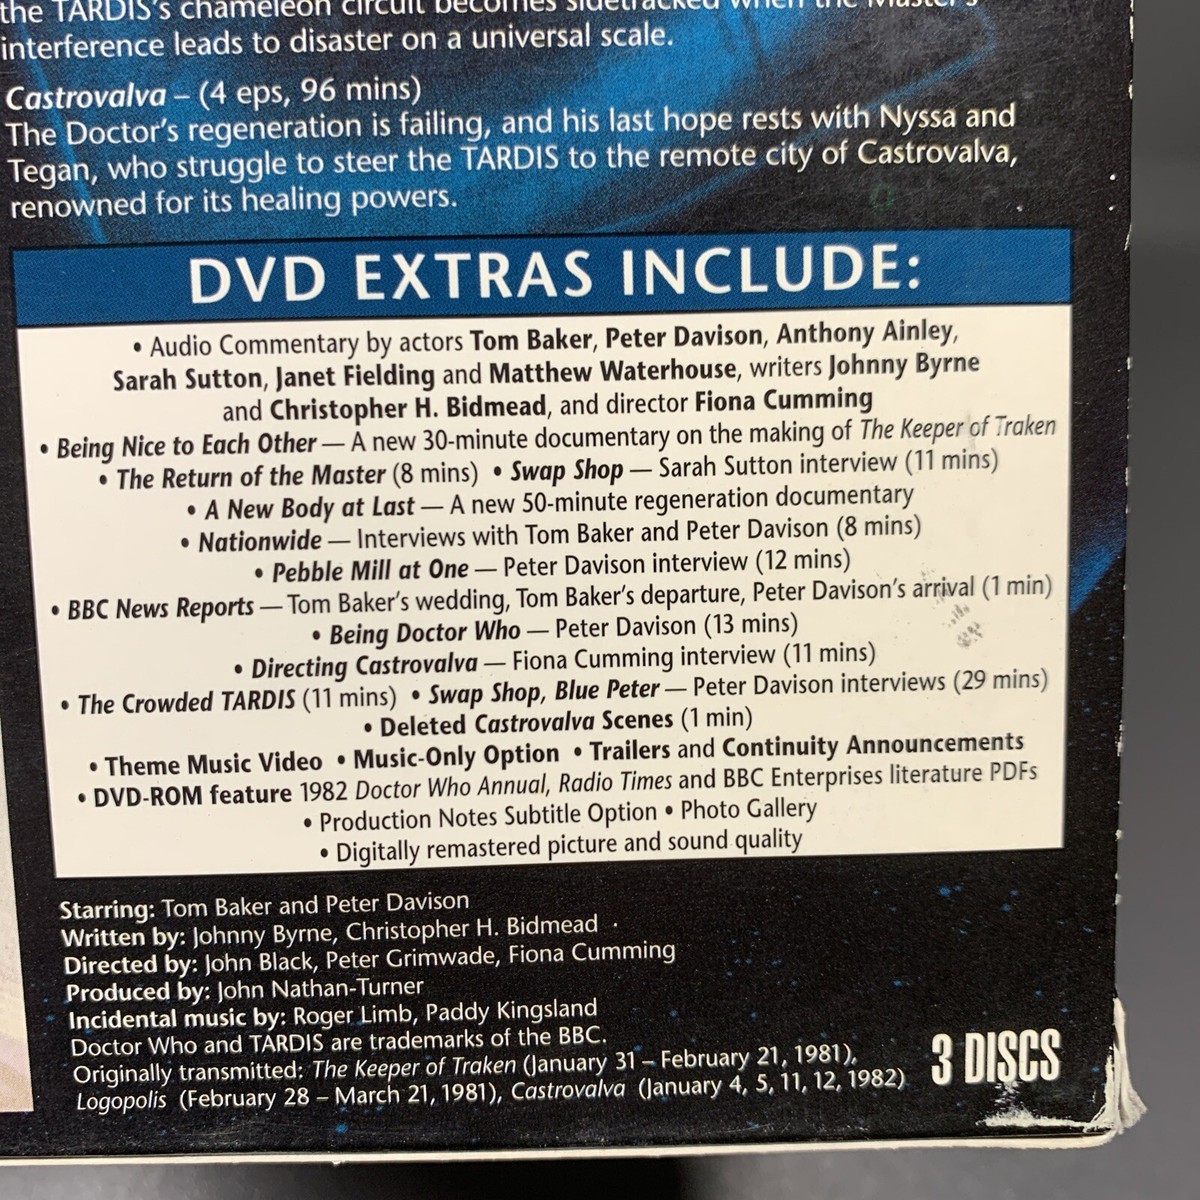 the TARDIS's chameleon circuit becomes sidetracked when the Master's
interference leads to disaster on a universal scale.
Castrovalva – (4 eps, 96 mins)
The Doctor's regeneration is failing, and his last hope rests with Nyssa and
Tegan, who struggle to steer the TARDIS to the remote city of Castrovalva,
renowned for its healing powers.
DVD EXTRAS INCLUDE:
• Audio Commentary by actors Tom Baker, Peter Davison, Anthony Ainley,
Sarah Sutton, Janet Fielding and Matthew Waterhouse, writers Johnny Byrne
and Christopher H. Bidmead, and director Fiona Cumming
• Being Nice to Each Other — A new 30-minute documentary on the making of The Keeper of Traken
• The Return of the Master (8 mins) • Swap Shop — Sarah Sutton interview (11 mins)
• A New Body at Last — A new 50-minute regeneration documentary
• Nationwide — Interviews with Tom Baker and Peter Davison (8 mins)
• Pebble Mill at One — Peter Davison interview (12 mins)
• BBC News Reports — Tom Baker's wedding, Tom Baker's departure, Peter Davison's arrival (1 min)
• Being Doctor Who — Peter Davison (13 mins)
• Directing Castrovalva — Fiona Cumming interview (11 mins)
• The Crowded TARDIS (11 mins) • Swap Shop, Blue Peter — Peter Davison interviews (29 mins)
• Deleted Castrovalva Scenes (1 min)
• Theme Music Video • Music-Only Option • Trailers and Continuity Announcements
• DVD-ROM feature 1982 Doctor Who Annual, Radio Times and BBC Enterprises literature PDFs
• Production Notes Subtitle Option • Photo Gallery
• Digitally remastered picture and sound quality
Starring: Tom Baker and Peter Davison
Written by: Johnny Byrne, Christopher H. Bidmead
Directed by: John Black, Peter Grimwade, Fiona Cumming
Produced by: John Nathan-Turner
Incidental music by: Roger Limb, Paddy Kingsland
Doctor Who and TARDIS are trademarks of the BBC.
Originally transmitted: The Keeper of Traken (January 31 – February 21, 1981),
Logopolis (February 28 – March 21, 1981), Castrovalva (January 4, 5, 11, 12, 1982)
3 DISCS